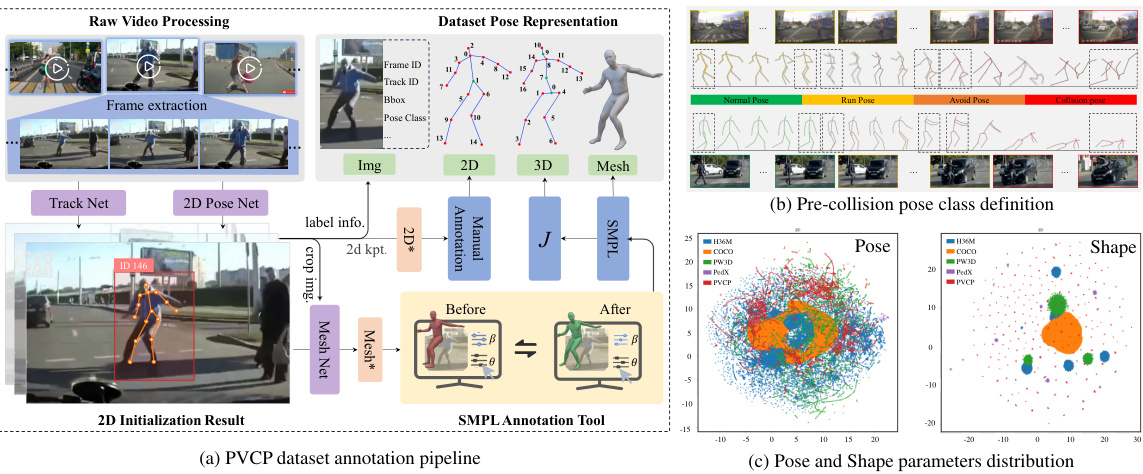 Raw Video Processing
Frame extraction
Track Net
2D Pose Net
ID 146
2D Initialization Result
label info.
crop img.
Mesh Net
Mesh*
2d kpt.
2D*
Manual
Annotation
J
SMPL
Dataset Pose Representation
Frame ID
Track ID
Bbox
Pose Class
...
Img
2D
3D
Mesh
Before
After
β
θ
β
θ
SMPL Annotation Tool
(a) PVCP dataset annotation pipeline
Normal Pose
Run Pose
Avoid Pose
Collision pose
(b) Pre-collision pose class definition
Pose
H36M
COCO
PW3D
PedX
PVCP
25
20
15
10
5
0
-5
-10
-15
-10
-5
0
5
10
15
20
Shape
H36M
COCO
PW3D
PedX
PVCP
20
10
0
-10
-20
-20
-10
0
10
20
30
(c) Pose and Shape parameters distribution